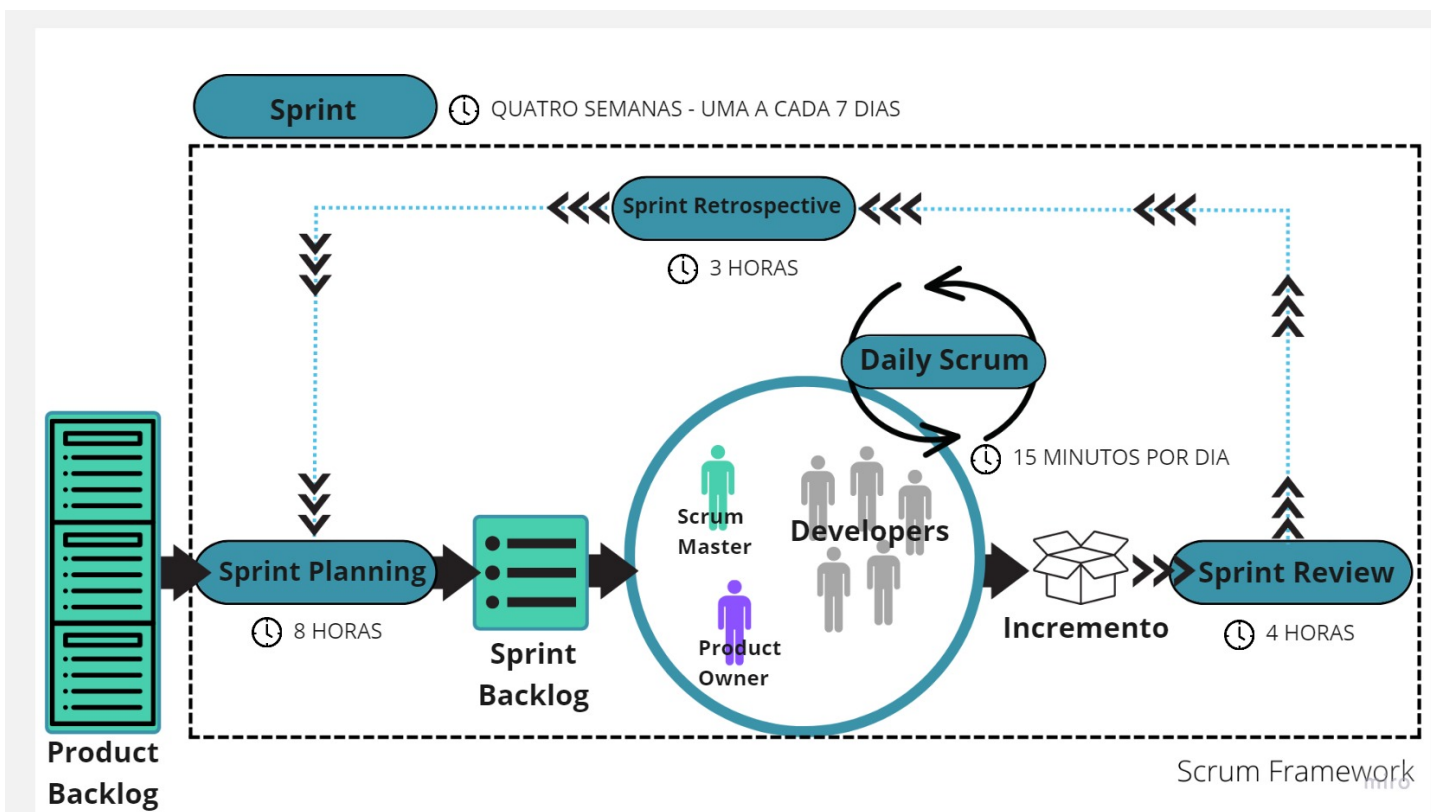 Sprint
QUATRO SEMANAS - UMA A CADA 7 DIAS
Sprint Retrospective
3 HORAS
Daily Scrum
15 MINUTOS POR DIA
Scrum
Master
Developers
Product
Owner
Sprint Planning
8 HORAS
Sprint
Backlog
Incremento
Sprint Review
4 HORAS
Product
Backlog
Scrum Framework
miro